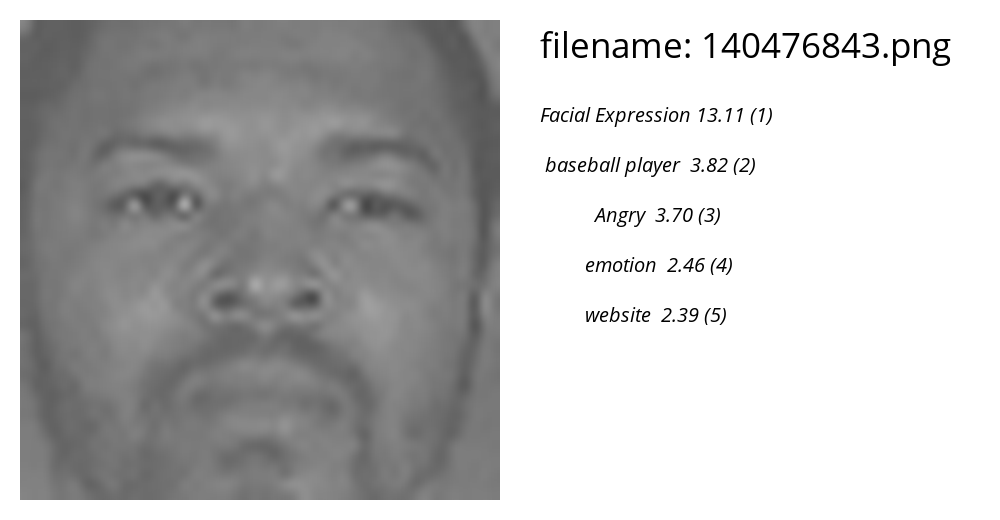 filename: 140476843.png
Facial Expression 13.11 (1)
baseball player 3.82 (2)
Angry 3.70 (3)
emotion 2.46 (4)
website 2.39 (5)